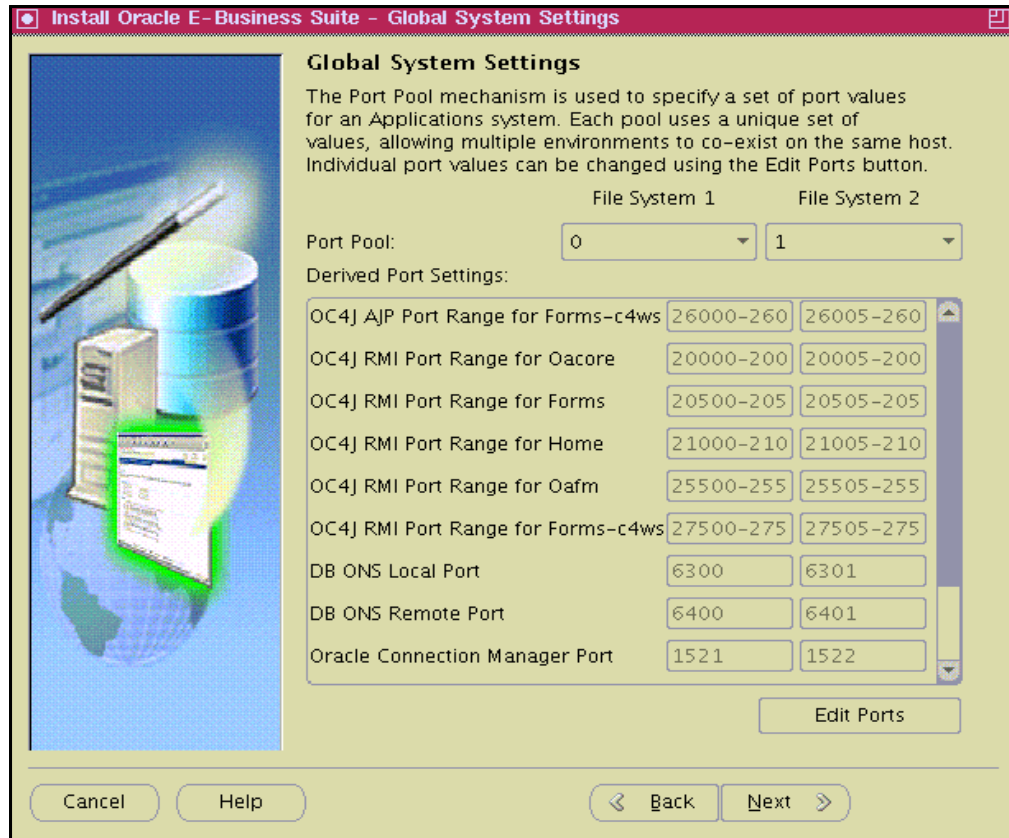 Install Oracle E-Business Suite - Global System Settings
Global System Settings
The Port Pool mechanism is used to specify a set of port values
for an Applications system. Each pool uses a unique set of
values, allowing multiple environments to co-exist on the same host.
Individual port values can be changed using the Edit Ports button.
File System 1 File System 2
Port Pool: 0 1
Derived Port Settings:
OC4J AJP Port Range for Forms-c4ws 26000-260 26005-260
OC4J RMI Port Range for Oacore 20000-200 20005-200
OC4J RMI Port Range for Forms 20500-205 20505-205
OC4J RMI Port Range for Home 21000-210 21005-210
OC4J RMI Port Range for Oafm 25500-255 25505-255
OC4J RMI Port Range for Forms-c4ws 27500-275 27505-275
DB ONS Local Port 6300 6301
DB ONS Remote Port 6400 6401
Oracle Connection Manager Port 1521 1522
Edit Ports
Cancel Help Back Next